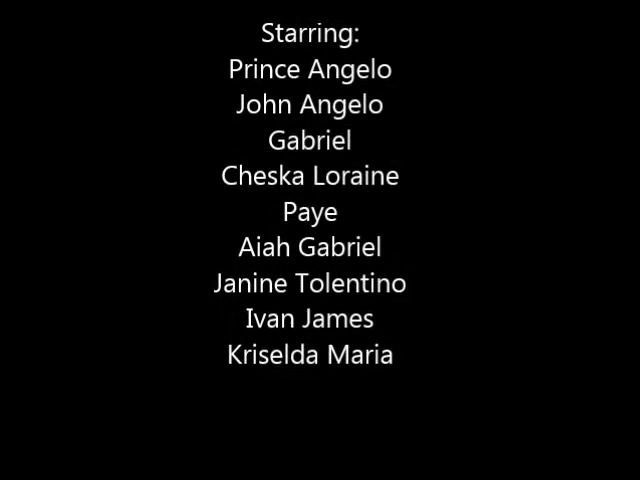 Starring:
Prince Angelo
John Angelo
Gabriel
Cheska Loraine
Paye
Aiah Gabriel
Janine Tolentino
Ivan James
Kriselda Maria